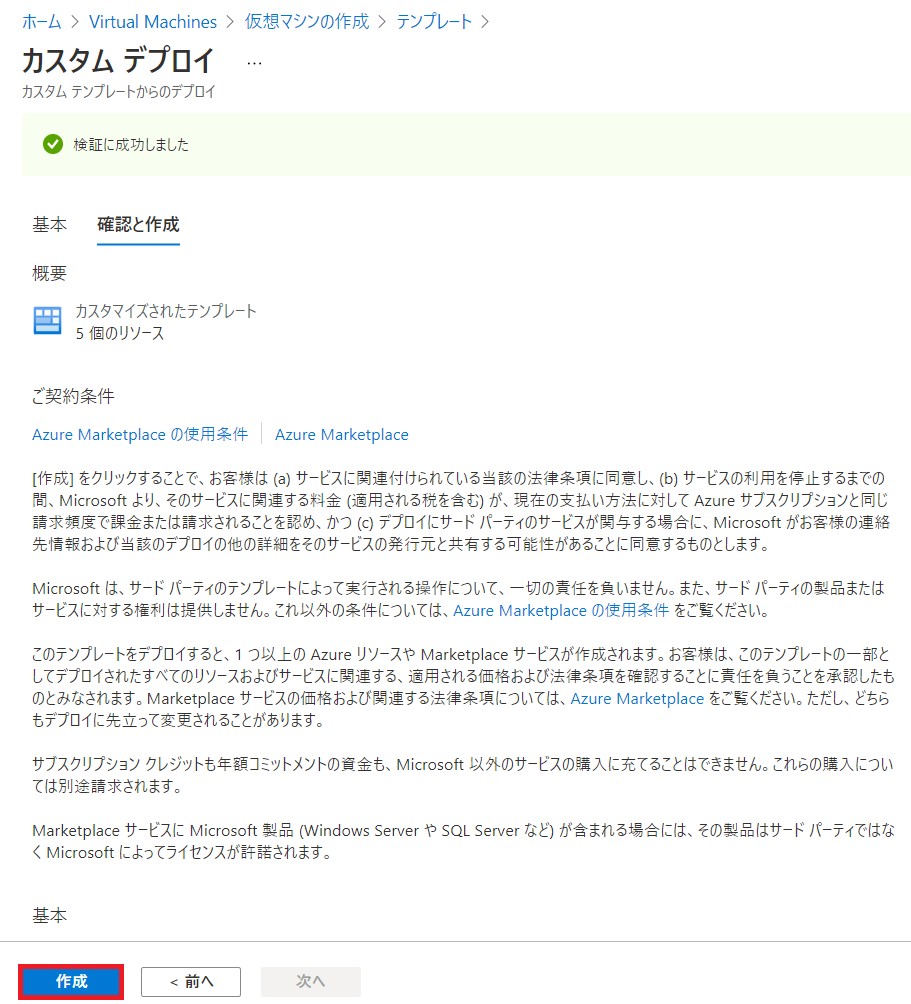 ホーム > Virtual Machines > 仮想マシンの作成 > テンプレート >
カスタム デプロイ ...
カスタム テンプレートからのデプロイ
検証に成功しました
基本 確認と作成
概要
カスタマイズされたテンプレート
5 個のリソース
ご契約条件
Azure Marketplace の使用条件 | Azure Marketplace
[作成] をクリックすることで、お客様は (a) サービスに関連付けられている当該の法律条項に同意し、(b) サービスの利用を停止するまでの
間、Microsoft より、そのサービスに関連する料金 (適用される税を含む) が、現在の支払い方法に対して Azure サブスクリプションと同じ
請求頻度で課金または請求されることを認め、かつ (c) デプロイにサード パーティのサービスが関与する場合に、Microsoft がお客様の連絡
先情報および当該のデプロイの他の詳細をそのサービスの発行元と共有する可能性があることに同意するものとします。
Microsoft は、サード パーティのテンプレートによって実行される操作について、一切の責任を負いません。また、サード パーティの製品または
サービスに対する権利は提供しません。これ以外の条件については、Azure Marketplace の使用条件 をご覧ください。
このテンプレートをデプロイすると、1 つ以上の Azure リソースや Marketplace サービスが作成されます。お客様は、このテンプレートの一部と
してデプロイされたすべてのリソースおよびサービスに関連する、適用される価格および法律条項を確認することに責任を負うことを承認したも
のとみなされます。Marketplace サービスの価格および関連する法律条項については、Azure Marketplace をご覧ください。ただし、どちら
もデプロイに先立って変更されることがあります。
サブスクリプション クレジットも年額コミットメントの資金も、Microsoft 以外のサービスの購入に充てることはできません。これらの購入につい
ては別途請求されます。
Marketplace サービスに Microsoft 製品 (Windows Server や SQL Server など) が含まれる場合には、その製品はサード パーティではな
く Microsoft によってライセンスが許諾されます。
基本
作成 < 前へ 次へ